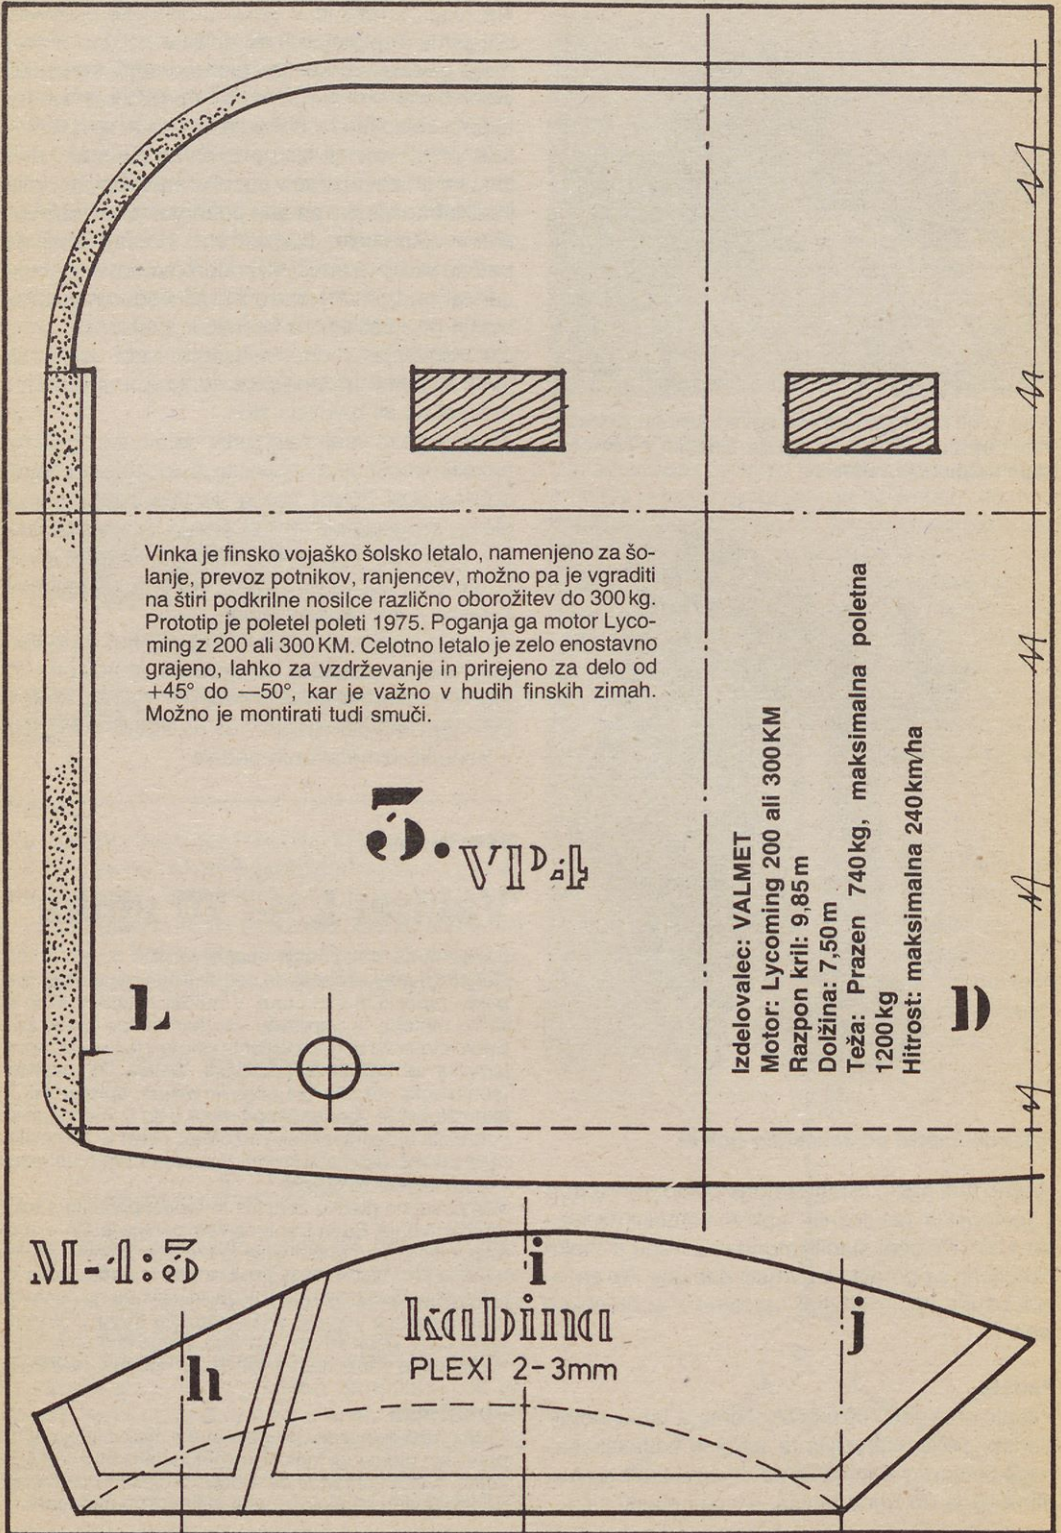 Vinka je finsko vojaško šolsko letalo, namenjeno za šo-
lanje, prevoz potnikov, ranjencev, možno pa je vgraditi
na štiri podkrilne nosilce različno oborožitev do 300 kg.
Prototip je poletel poleti 1975. Poganja ga motor Lyco-
ming z 200 ali 300 KM. Celotno letalo je zelo enostavno
grajeno, lahko za vzdrževanje in prirejeno za delo od
+45° do —50°, kar je važno v hudih finskih zimah.
Možno je montirati tudi smuči.
3. VP4
Izdelovalec: VALMET
Motor: Lycoming 200 ali 300 KM
Razpon kril: 9,85 m
Dolžina: 7,50 m
Teža: Prazen 740 kg, maksimalna poletna
1200 kg
Hitrost: maksimalna 240 km/ha
L
D
M-1:5
i
kabina
PLEXI 2-3mm
j
h